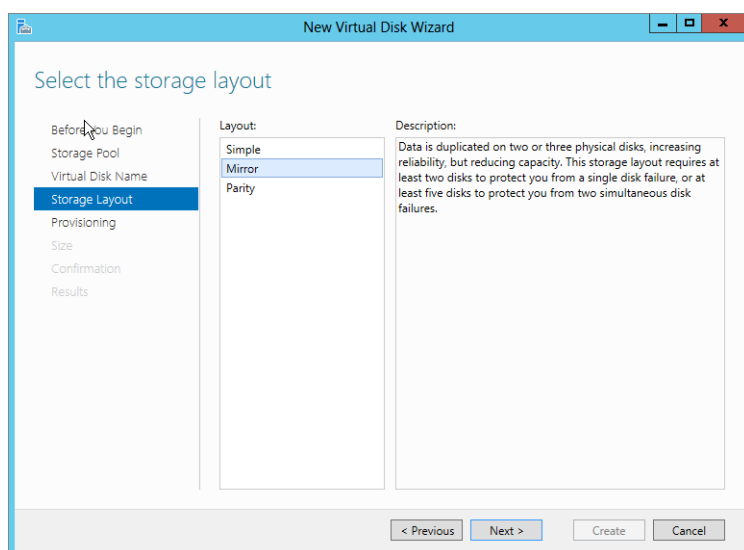 New Virtual Disk Wizard
Select the storage layout
Before You Begin
Storage Pool
Virtual Disk Name
Storage Layout
Provisioning
Size
Confirmation
Results
Layout:
Simple
Mirror
Parity
Description:
Data is duplicated on two or three physical disks, increasing
reliability, but reducing capacity. This storage layout requires at
least two disks to protect you from a single disk failure, or at
least five disks to protect you from two simultaneous disk
failures.
< Previous
Next >
Create
Cancel